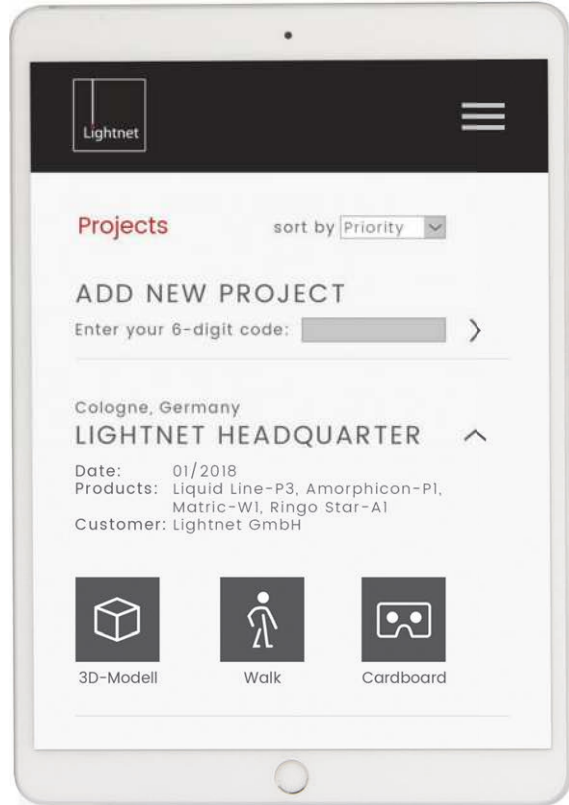 Lightnet
Projects
sort by Priority
ADD NEW PROJECT
Enter your 6-digit code:
Cologne, Germany
LIGHTNET HEADQUARTER
Date: 01/2018
Products: Liquid Line-P3, Amorphicon-P1,
Matric-W1, Ringo Star-A1
Customer: Lightnet GmbH
3D-Modell Walk Cardboard